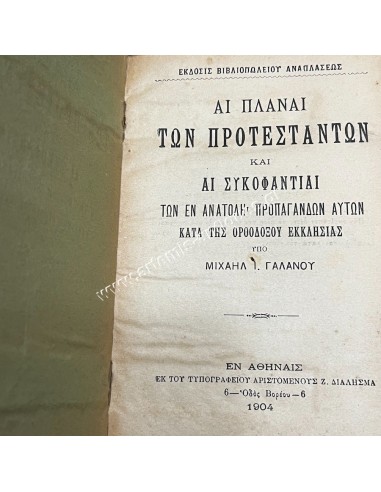 ΕΚΔΟΣΙΣ ΒΙΒΛΙΟΠΩΛΕΙΟΥ ΑΝΑΠΛΑΣΕΩΣ
ΑΙ ΠΛΑΝΑΙ
ΤΩΝ ΠΡΟΤΕΣΤΑΝΤΩΝ
ΚΑΙ
ΑΙ ΣΥΚΟΦΑΝΤΙΑΙ
ΤΩΝ ΕΝ ΑΝΑΤΟΛῌ ΠΡΟΠΑΓΑΝΔΩΝ ΑΥΤΩΝ
ΚΑΤΑ ΤΗΣ ΟΡΘΟΔΟΞΟΥ ΕΚΚΛΗΣΙΑΣ
ΥΠΟ
ΜΙΧΑΗΛ Ι. ΓΑΛΑΝΟΥ
ΕΝ ΑΘΗΝΑΙΣ
ΕΚ ΤΟΥ ΤΥΠΟΓΡΑΦΕΙΟΥ ΑΡΙΣΤΟΜΕΝΟΥΣ Ζ. ΔΙΑΛΗΣΜΑ
6—Ὁδὸς Βορέου—6
1904